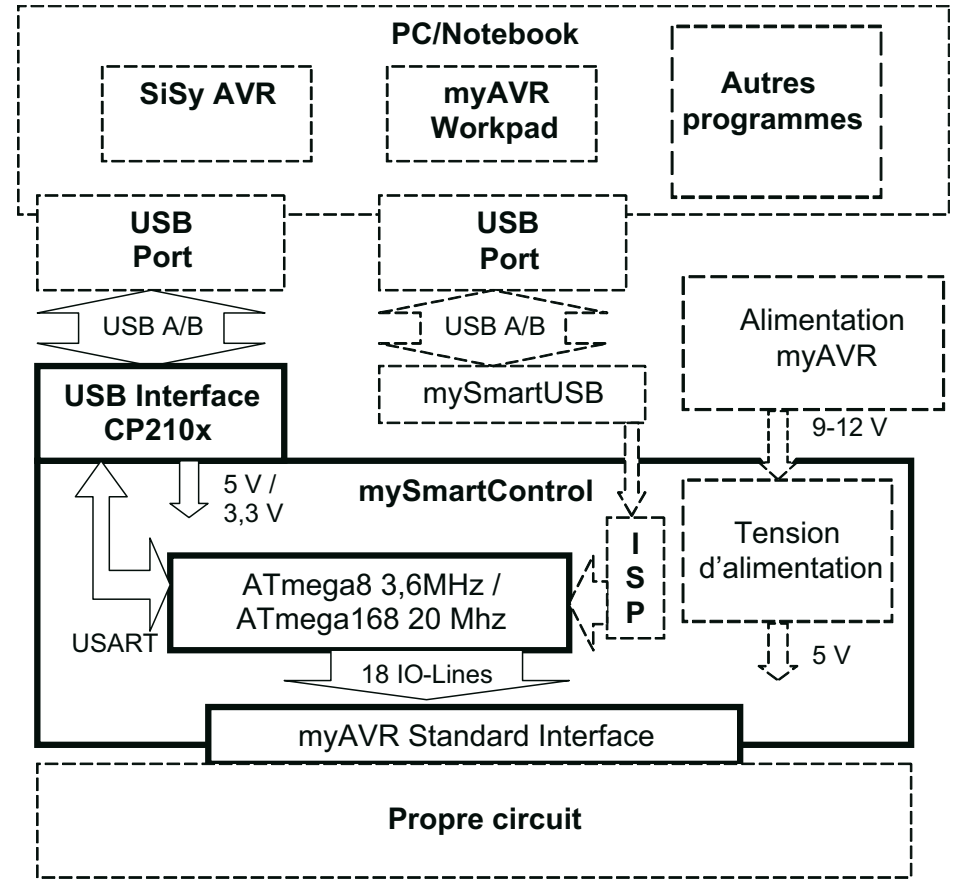 PC/Notebook
SiSy AVR
myAVR
Workpad
Autres
programmes
USB
Port
USB
Port
USB A/B
USB A/B
Alimentation
myAVR
USB Interface
CP210x
mySmartUSB
9-12 V
5 V /
3,3 V
mySmartControl
I
S
P
Tension
d'alimentation
ATmega8 3,6MHz /
ATmega168 20 Mhz
USART
18 IO-Lines
5 V
myAVR Standard Interface
Propre circuit